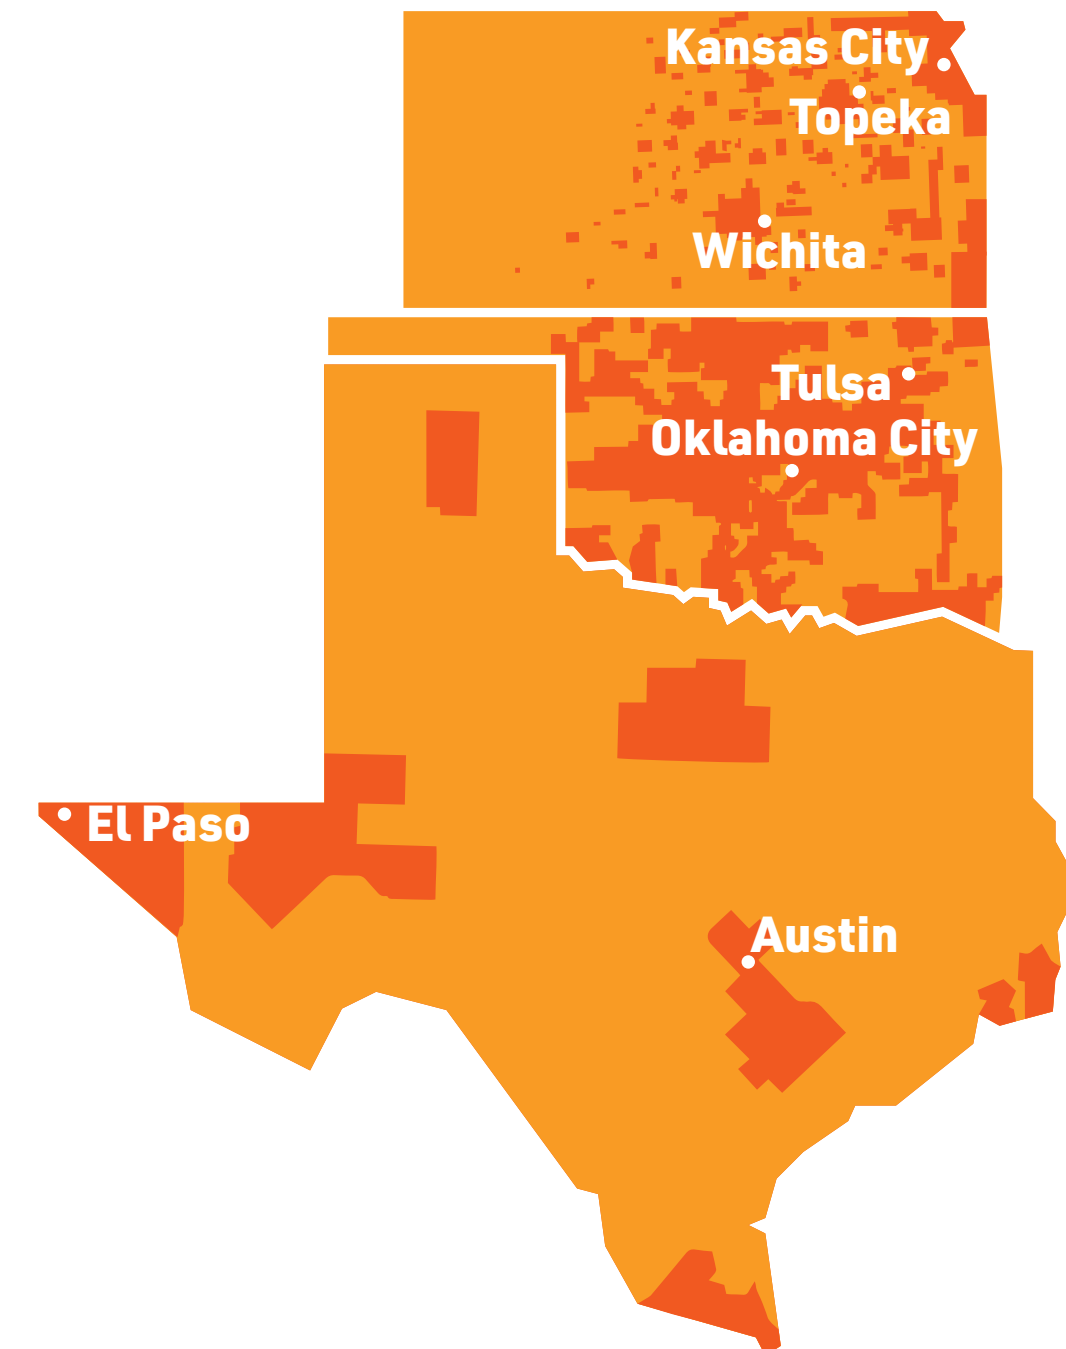 Kansas City
Topeka
Wichita
Tulsa
Oklahoma City
El Paso
Austin